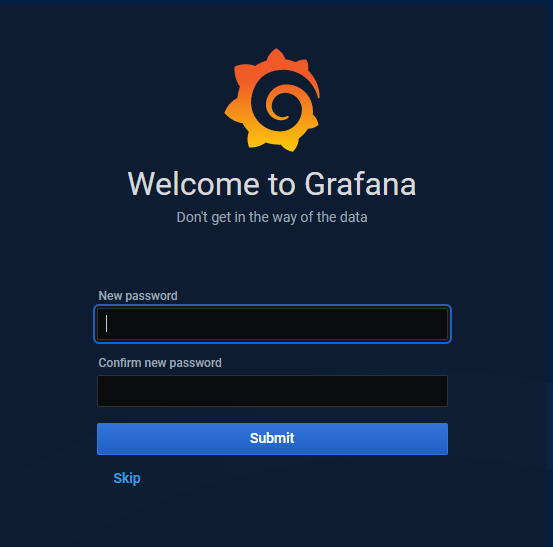 Welcome to Grafana
Don't get in the way of the data
New password
Confirm new password
Submit
Skip